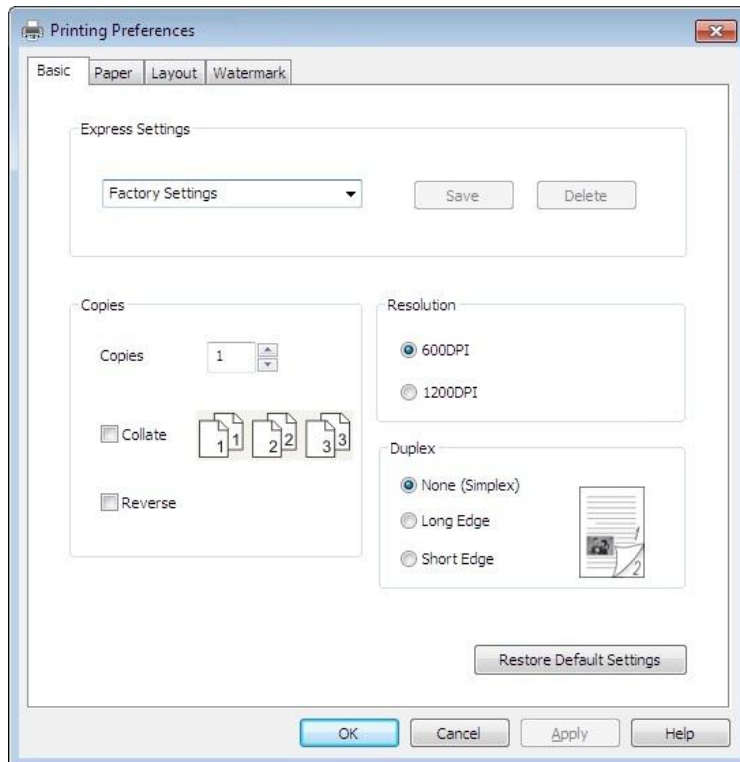 Printing Preferences
Basic Paper Layout Watermark
Express Settings
Factory Settings Save Delete
Copies
Copies 1
Collate 1 1 2 2 3 3
Reverse
Resolution
600DPI
1200DPI
Duplex
None (Simplex)
Long Edge
Short Edge
1
2
Restore Default Settings
OK Cancel Apply Help